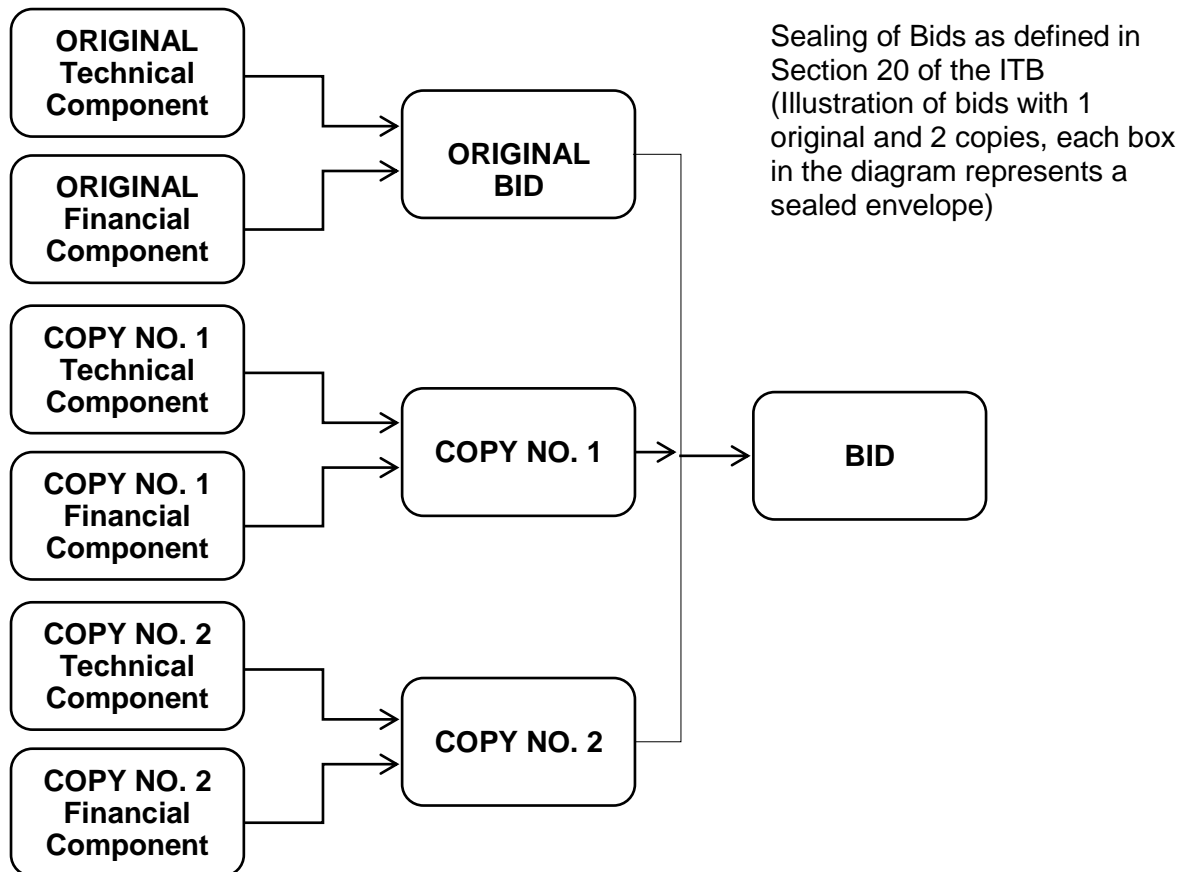 ORIGINAL
Technical
Component
ORIGINAL
Financial
Component
ORIGINAL
BID
Sealing of Bids as defined in
Section 20 of the ITB
(Illustration of bids with 1
original and 2 copies, each box
in the diagram represents a
sealed envelope)
COPY NO. 1
Technical
Component
COPY NO. 1
Financial
Component
COPY NO. 1
BID
COPY NO. 2
Technical
Component
COPY NO. 2
Financial
Component
COPY NO. 2